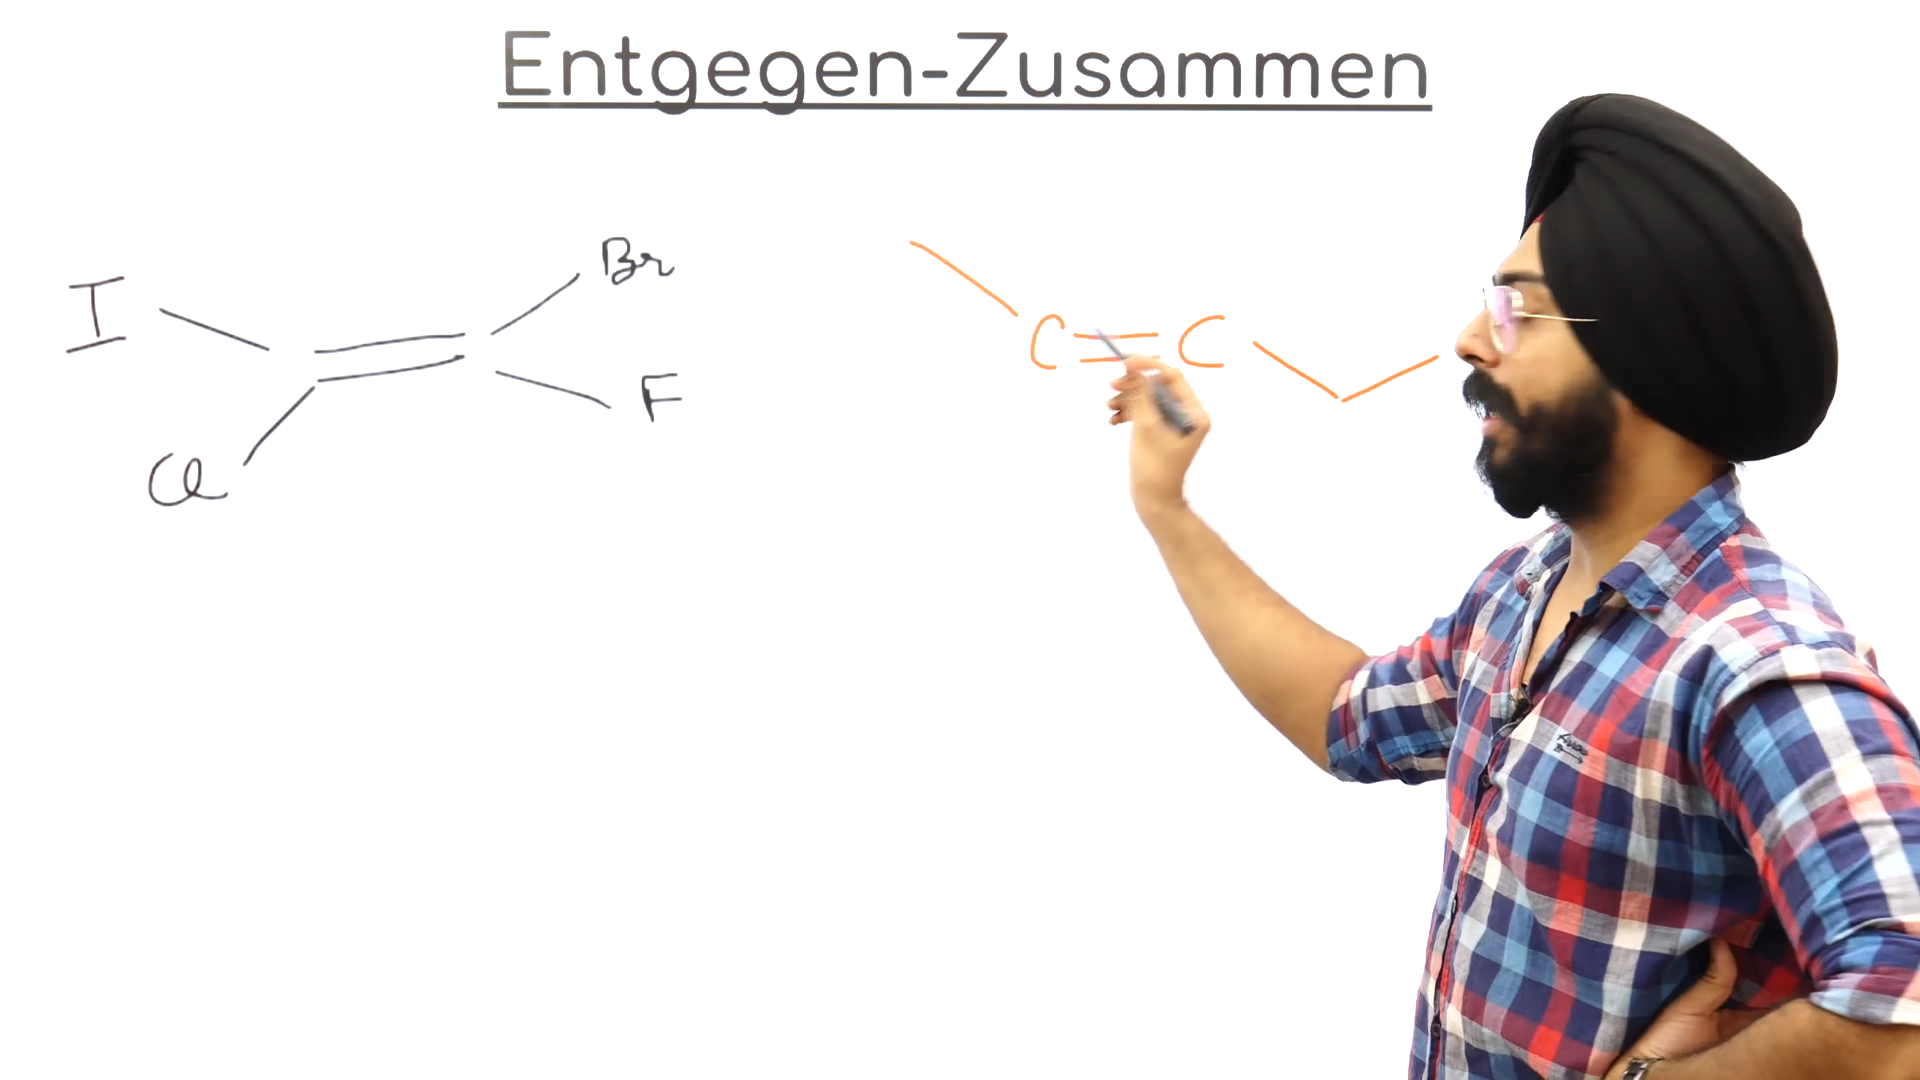 Entgegen-Zusammen
Br
I
C = C
F
Cl